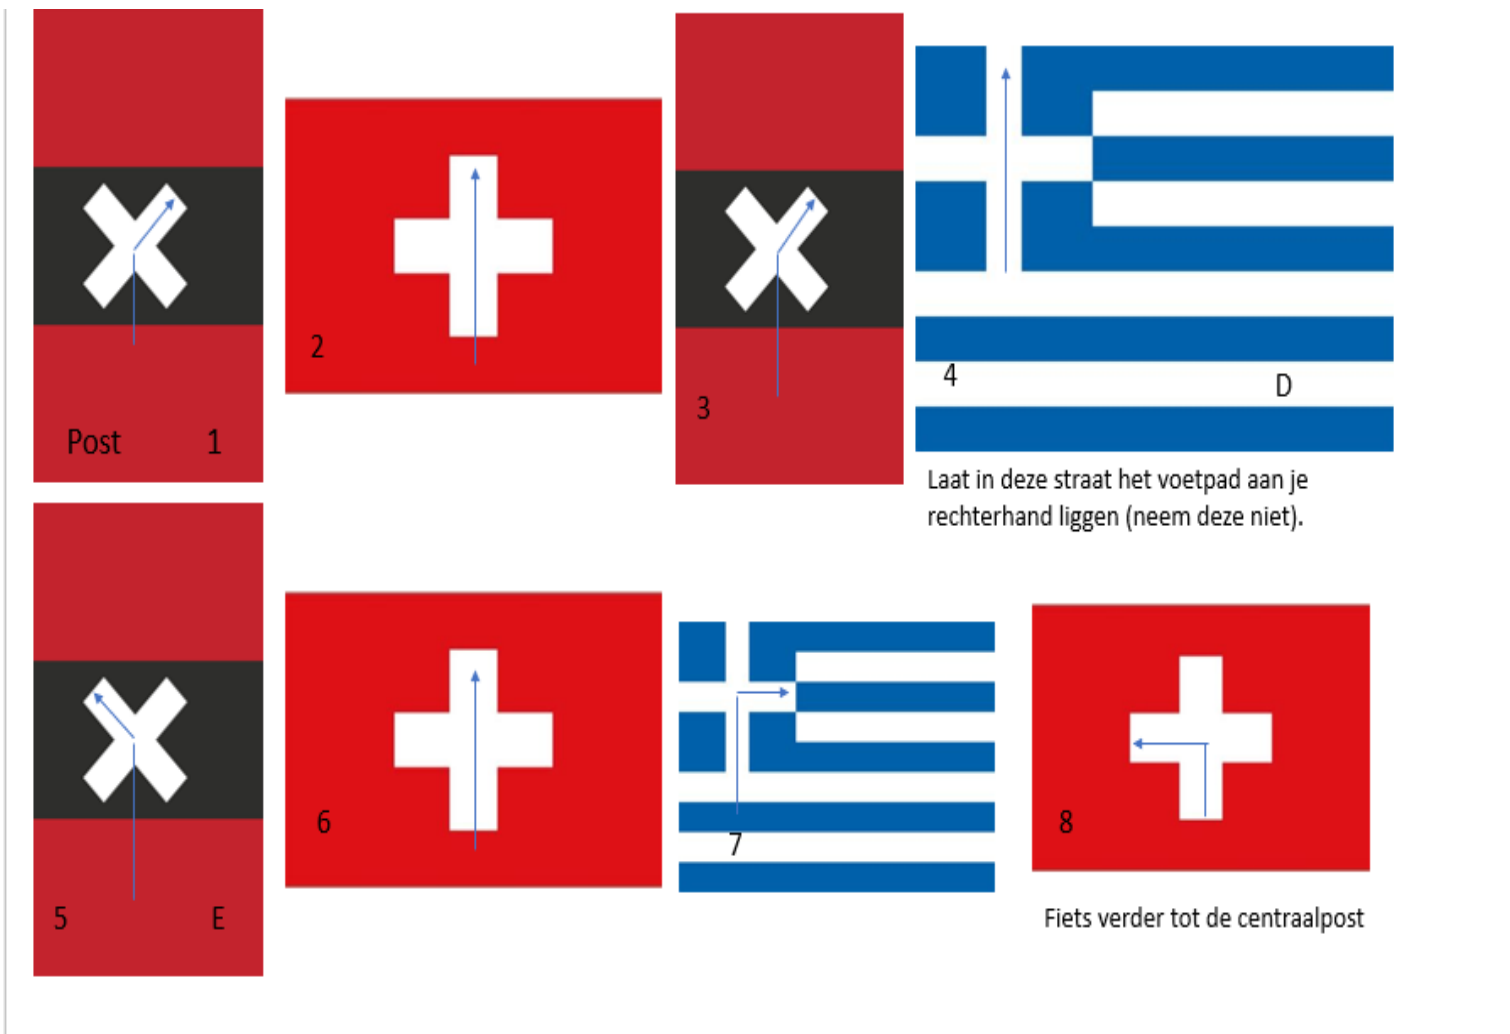 Post 1
2
3
4 D
Laat in deze straat het voetpad aan je
rechterhand liggen (neem deze niet).
5 E
6
7
8
Fiets verder tot de centraalpost